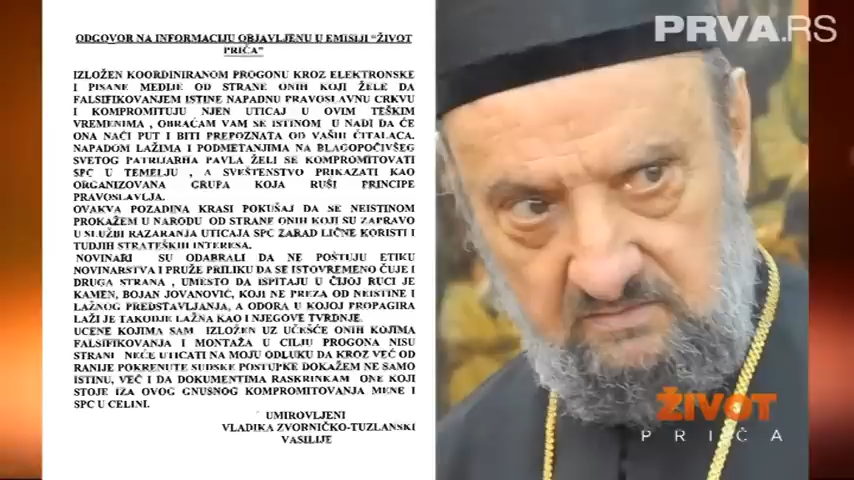 ODGOVOR NA INFORMACIJU OBJAVLJENU U EMISIJI "ŽIVOT
PRIČA"
IZLOŽEN KOORDINIRANOM PROGONU KROZ ELEKTRONSKE
I PISANE MEDIJE OD STRANE ONIH KOJI ŽELE DA
FALSIFIKOVANJEM ISTINE NAPADNU PRAVOSLAVNU CRKVU
I KOMPROMITUJU NJEN UTICAJ U OVIM TEŠKIM
VREMENIMA , OBRAĆAM VAM SE ISTINOM U NADI DA ĆE
ONA NAĆI PUT I BITI PREPOZNATA OD VAŠIH ČITALACA.
NAPADOM LAŽIMA I PODMETANJIMA NA BLAGOPOČIVŠEG
SVETOG PATRIJARHA PAVLA ŽELI SE KOMPROMITOVATI
SPC U TEMELJU , A SVEŠTENSTVO PRIKAZATI KAO
ORGANIZOVANA GRUPA KOJA RUŠI PRINCIPE
PRAVOSLAVLJA.
OVAKVA POZADINA KRASI POKUŠAJ DA SE NEISTINOM
PROKAŽEM U NARODU OD STRANE ONIH KOJI SU ZAPRAVO
U SLUŽBI RAZARANJA UTICAJA SPC ZARAD LIČNE KORISTI I
TUDJIH STRATEŠKIH INTERESA.
NOVINARI SU ODABRALI DA NE POŠTUJU ETIKU
NOVINARSTVA I PRUŽE PRILIKU DA SE ISTOVREMENO ČUJE I
DRUGA STRANA , UMESTO DA ISPITAJU U ČIJOJ RUCI JE
KAMEN, BOJAN JOVANOVIĆ, KOJI NE PREZA OD NEISTINE I
LAŽNOG PREDSTAVLJANJA, A ODORA U KOJOJ PROPAGIRA
LAŽI JE TAKODJE LAŽNA KAO I NJEGOVE TVRDNJE.
UCENE KOJIMA SAM IZLOŽEN UZ UČEŠĆE ONIH KOJIMA
FALSIFIKOVANJA I MONTAŽA U CILJU PROGONA NISU
STRANI NEĆE UTICATI NA MOJU ODLUKU DA KROZ VEĆ OD
RANIJE POKRENUTE SUDSKE POSTUPKE DOKAŽEM NE SAMO
ISTINU, VEĆ I DA DOKUMENTIMA RASKRINKAM ONE KOJI
STOJE IZA OVOG GNUSNOG KOMPROMITOVANJA MENE I
SPC U CELINI.
UMIROVLJENI
VLADIKA ZVORNIČKO-TUZLANSKI
VASILIJE
PRVA.RS
ŽIVOT
PRIČA